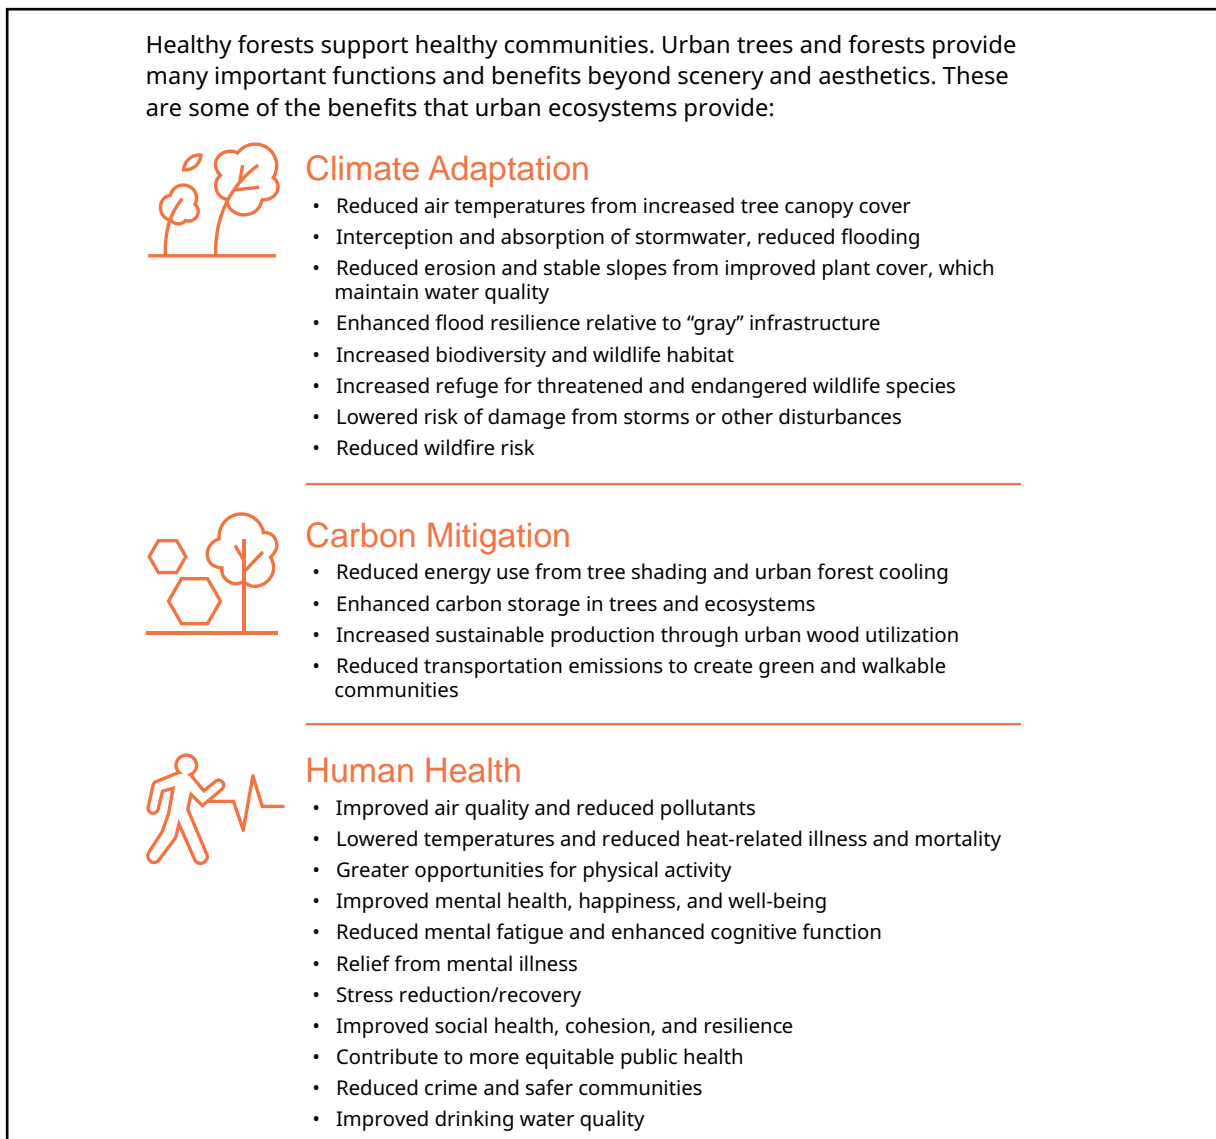 Healthy forests support healthy communities. Urban trees and forests provide
many important functions and benefits beyond scenery and aesthetics. These
are some of the benefits that urban ecosystems provide:
Climate Adaptation
• Reduced air temperatures from increased tree canopy cover
• Interception and absorption of stormwater, reduced flooding
• Reduced erosion and stable slopes from improved plant cover, which
maintain water quality
• Enhanced flood resilience relative to “gray” infrastructure
• Increased biodiversity and wildlife habitat
• Increased refuge for threatened and endangered wildlife species
• Lowered risk of damage from storms or other disturbances
• Reduced wildfire risk
Carbon Mitigation
• Reduced energy use from tree shading and urban forest cooling
• Enhanced carbon storage in trees and ecosystems
• Increased sustainable production through urban wood utilization
• Reduced transportation emissions to create green and walkable
communities
Human Health
• Improved air quality and reduced pollutants
• Lowered temperatures and reduced heat-related illness and mortality
• Greater opportunities for physical activity
• Improved mental health, happiness, and well-being
• Reduced mental fatigue and enhanced cognitive function
• Relief from mental illness
• Stress reduction/recovery
• Improved social health, cohesion, and resilience
• Contribute to more equitable public health
• Reduced crime and safer communities
• Improved drinking water quality